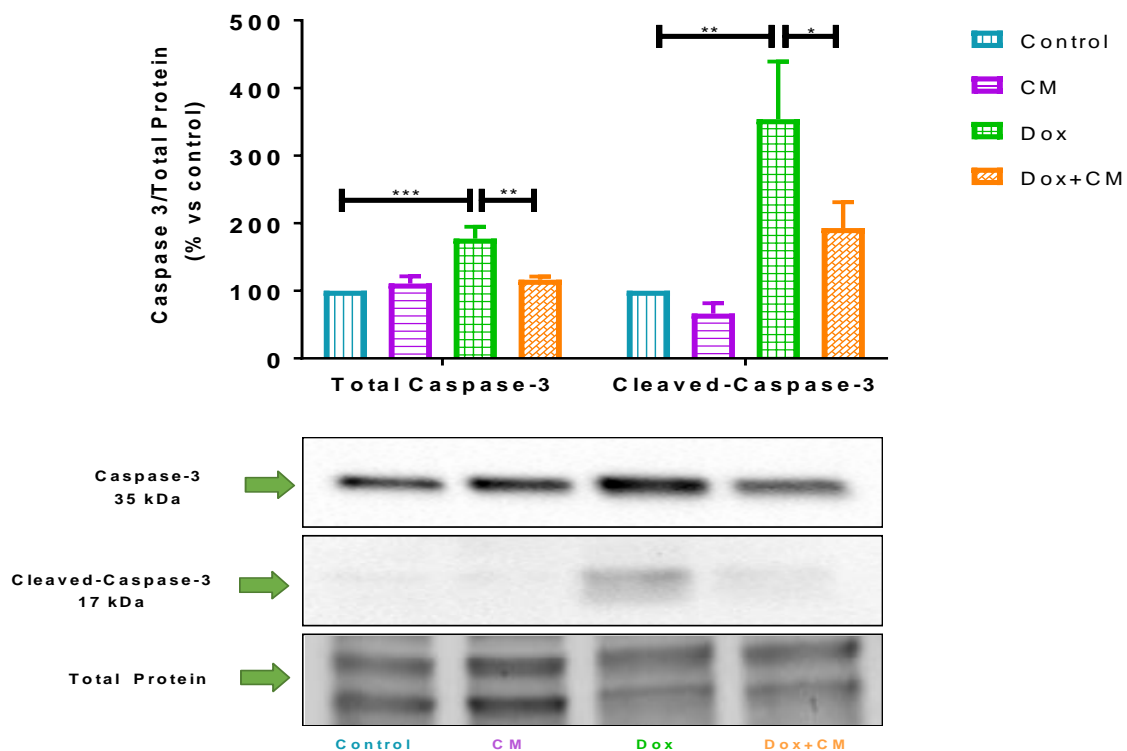 Caspase 3/Total Protein
(% vs control)
500
400
300
200
100
0
***
**
**
*
Total Caspase-3
Cleaved-Caspase-3
Control
CM
Dox
Dox+CM
Caspase-3
35 kDa
Cleaved-Caspase-3
17 kDa
Total Protein
Control
CM
Dox
Dox+CM